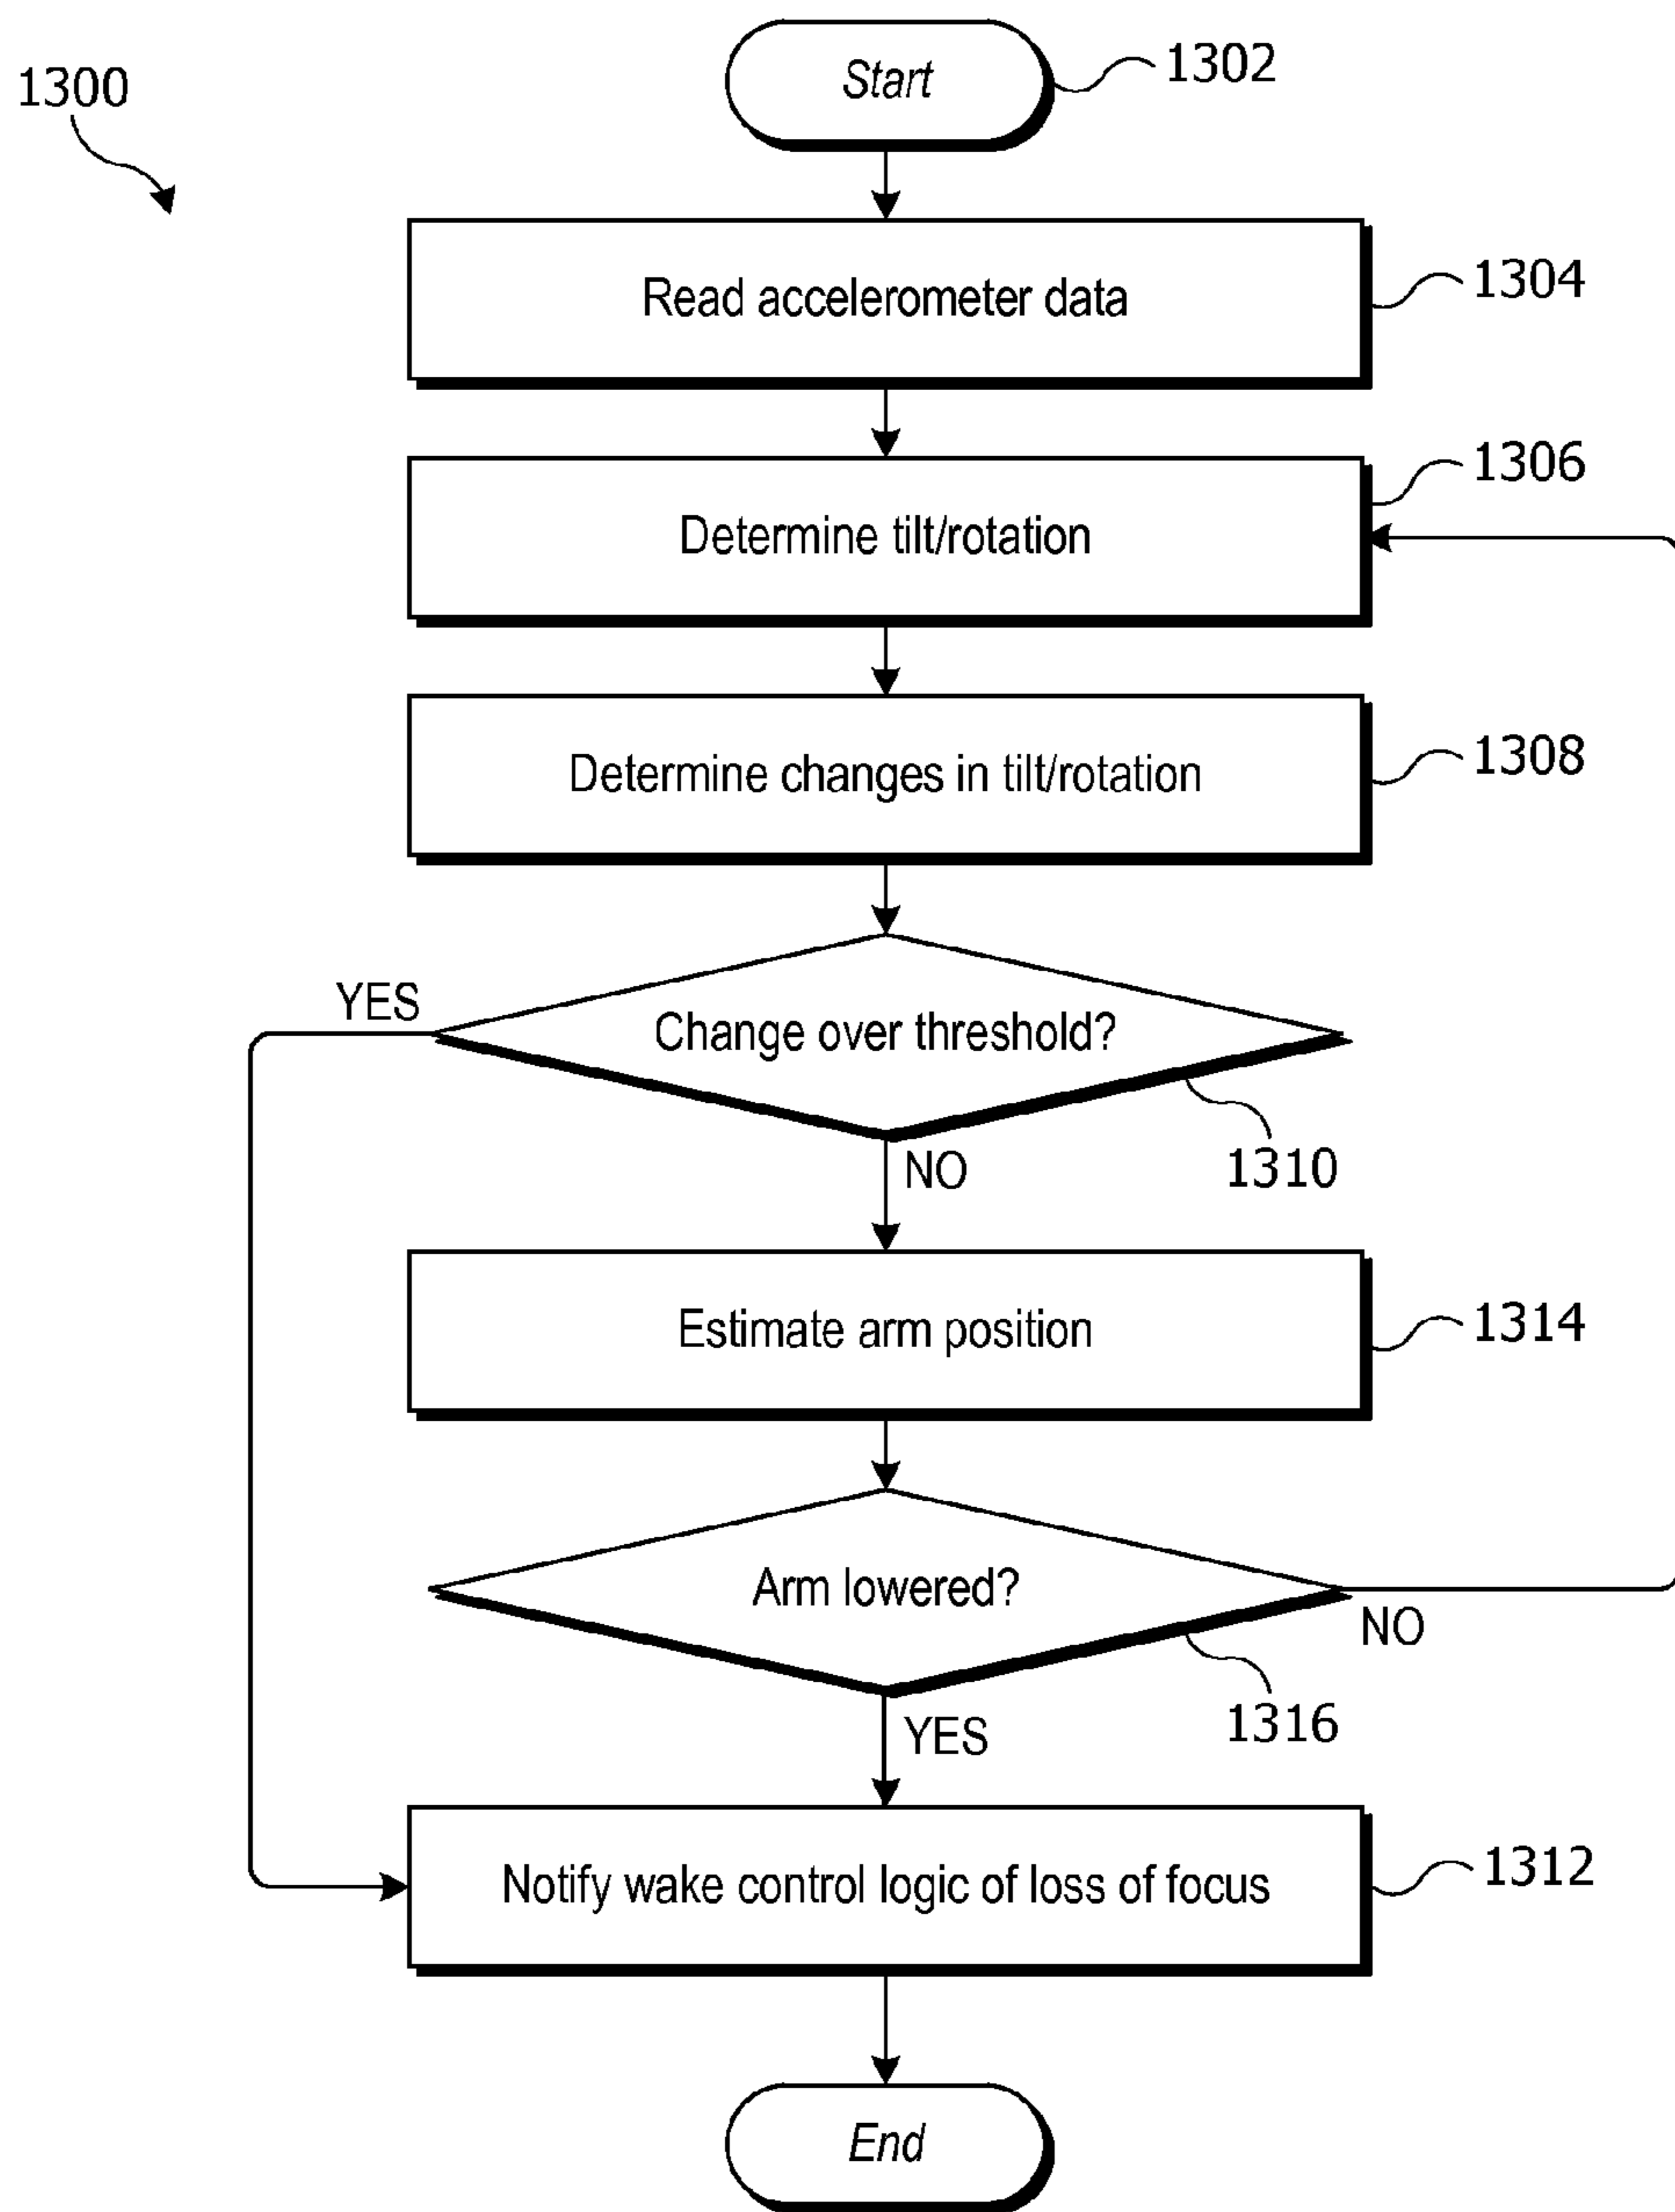 1300
Start
1302
Read accelerometer data
1304
Determine tilt/rotation
1306
Determine changes in tilt/rotation
1308
YES
Change over threshold?
NO
1310
Estimate arm position
1314
Arm lowered?
NO
YES
1316
Notify wake control logic of loss of focus
1312
End